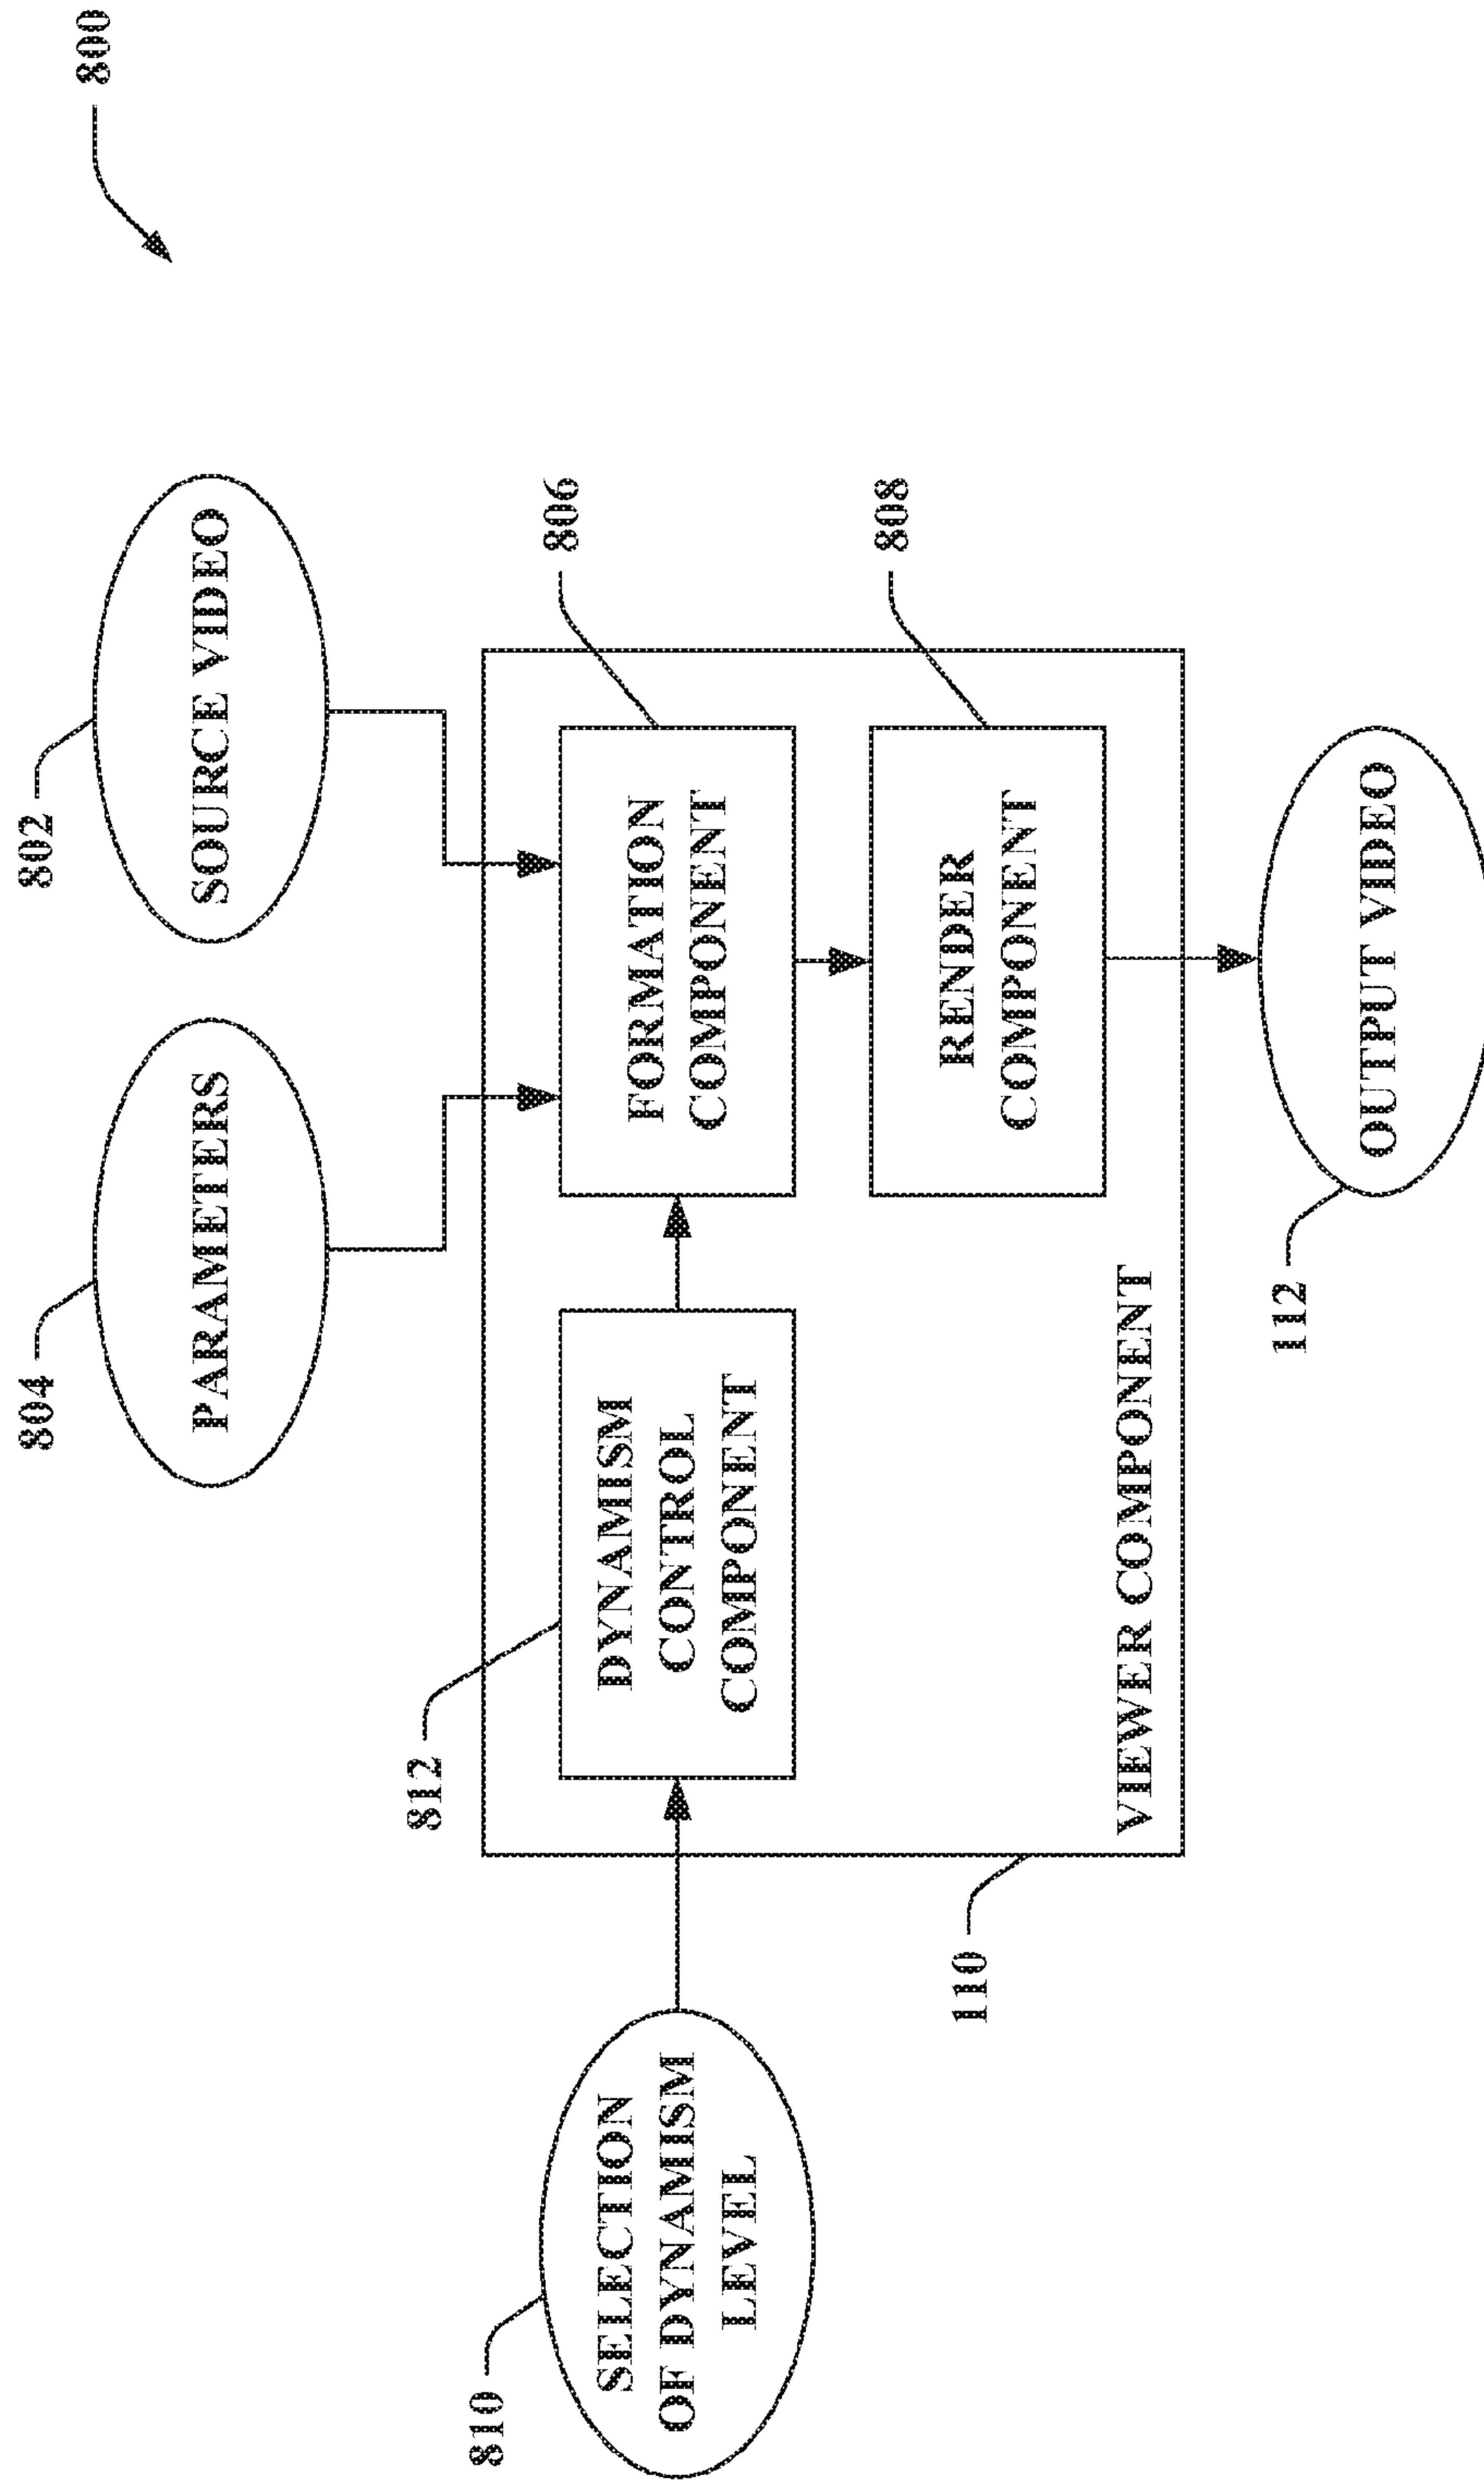 800
804
PARAMETERS
802
SOURCE VIDEO
812
DYNAMISM
CONTROL
COMPONENT
FORMATION
COMPONENT
806
810
SELECTION
OF DYNAMISM
LEVEL
RENDER
COMPONENT
808
110
VIEWER COMPONENT
112
OUTPUT VIDEO